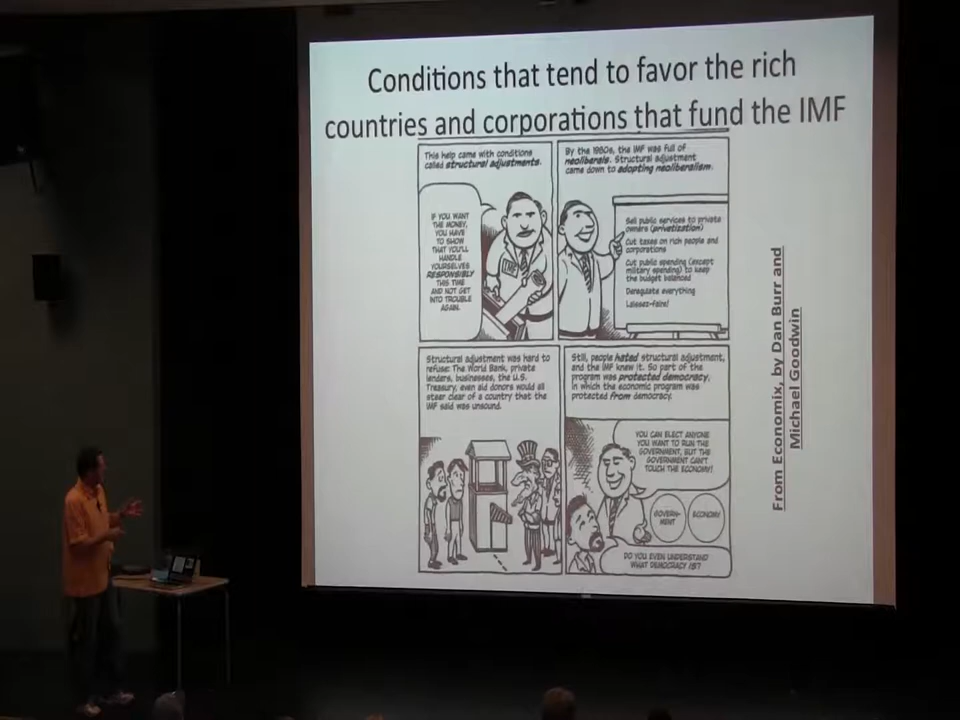 Conditions that tend to favor the rich
countries and corporations that fund the IMF
This help came with conditions
called structural adjustments.
IF YOU WANT
THE MONEY,
YOU HAVE
TO SHOW
THAT YOU'LL
HANDLE
YOURSELVES
RESPONSIBLY
THIS TIME
AND NOT GET
INTO TROUBLE
AGAIN.
IMF
By the 1980s, the IMF was full of
neoliberals. Structural adjustment
came down to adopting neoliberalism.
Sell public services to private
owners (privatization)
Cut taxes on rich people and
corporations
Cut public spending (except
military spending) to keep
the budget balanced
Deregulate everything
Laissez-faire!
Structural adjustment was hard to
refuse: The World Bank, private
lenders, businesses, the U.S.
Treasury, even aid donors would all
steer clear of a country that the
IMF said was unsound.
Still, people hated structural adjustment,
and the IMF knew it. So part of the
program was protected democracy,
in which the economic program was
protected from democracy.
YOU CAN ELECT ANYONE
YOU WANT TO RUN THE
GOVERNMENT, BUT THE
GOVERNMENT CAN'T
TOUCH THE ECONOMY!
GOVERN-
MENT
ECONOMY
DO YOU EVEN UNDERSTAND
WHAT DEMOCRACY IS?
From Economix, by Dan Burr and
Michael Goodwin